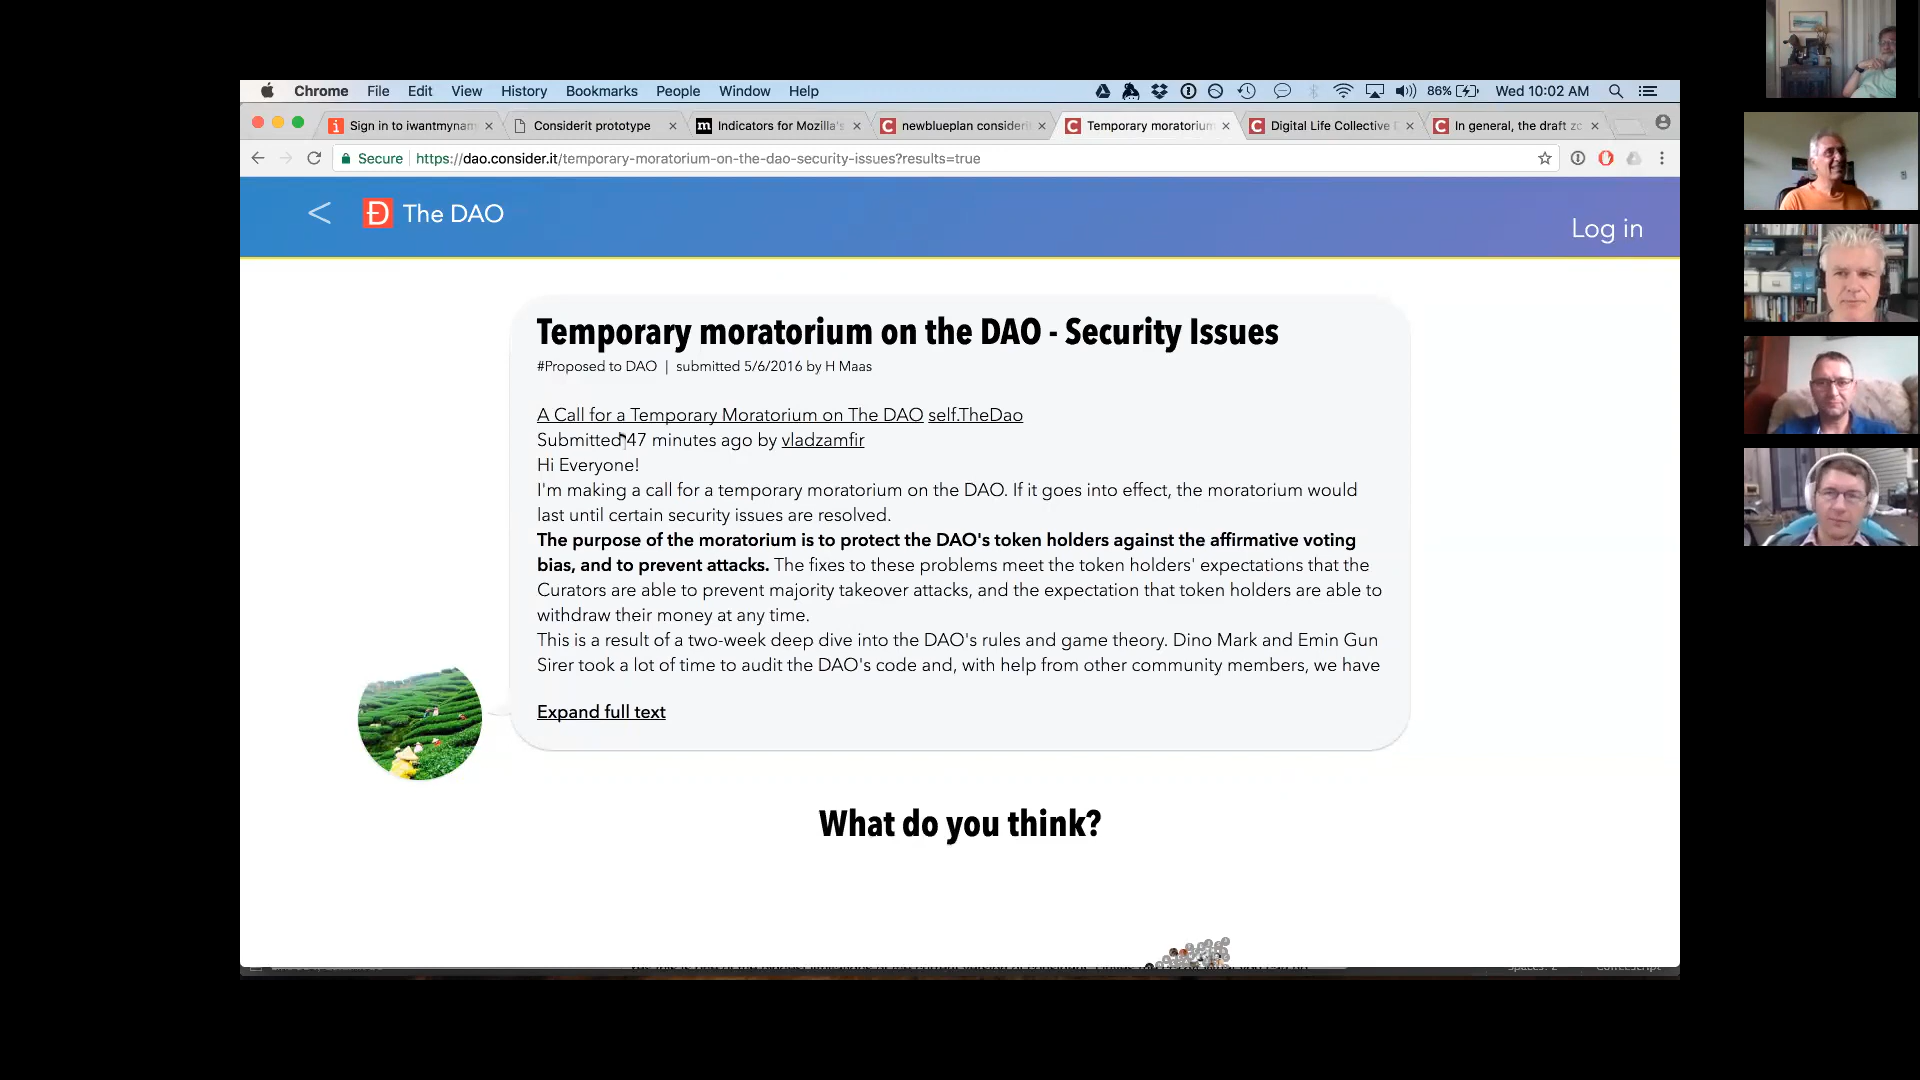 Chrome File Edit View History Bookmarks People Window Help 86% Wed 10:02 AM
Sign in to iwantmynam Considerit prototype Indicators for Mozilla's newblueplan considerit Temporary moratorium Digital Life Collective In general, the draft zo
Secure https://dao.consider.it/temporary-moratorium-on-the-dao-security-issues?results=true
< Đ The DAO
Log in
Temporary moratorium on the DAO - Security Issues
#Proposed to DAO | submitted 5/6/2016 by H Maas
A Call for a Temporary Moratorium on The DAO self.TheDao
Submitted 47 minutes ago by vladzamfir
Hi Everyone!
I'm making a call for a temporary moratorium on the DAO. If it goes into effect, the moratorium would
last until certain security issues are resolved.
The purpose of the moratorium is to protect the DAO's token holders against the affirmative voting
bias, and to prevent attacks. The fixes to these problems meet the token holders' expectations that the
Curators are able to prevent majority takeover attacks, and the expectation that token holders are able to
withdraw their money at any time.
This is a result of a two-week deep dive into the DAO's rules and game theory. Dino Mark and Emin Gun
Sirer took a lot of time to audit the DAO's code and, with help from other community members, we have
Expand full text
What do you think?